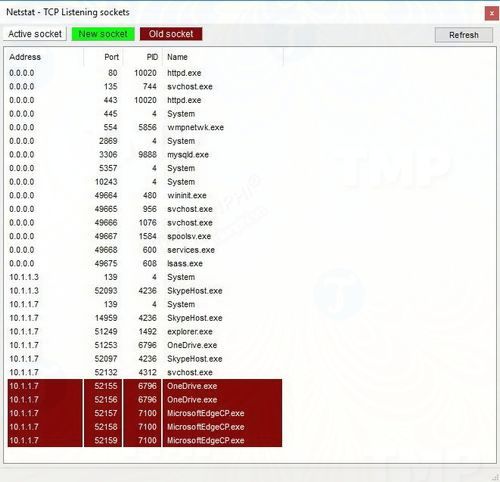 Netstat - TCP Listening sockets x
Active socket New socket Old socket Refresh
Address Port PID Name
0.0.0.0 80 10020 httpd.exe
0.0.0.0 135 744 svchost.exe
0.0.0.0 443 10020 httpd.exe
0.0.0.0 445 4 System
0.0.0.0 554 5856 wmpnetwk.exe
0.0.0.0 2869 4 System
0.0.0.0 3306 9888 mysqld.exe
0.0.0.0 5357 4 System
0.0.0.0 10243 4 System
0.0.0.0 49664 480 wininit.exe
0.0.0.0 49665 956 svchost.exe
0.0.0.0 49666 1076 svchost.exe
0.0.0.0 49667 1584 spoolsv.exe
0.0.0.0 49668 600 services.exe
0.0.0.0 49675 608 lsass.exe
10.1.1.3 139 4 System
10.1.1.3 52093 4236 SkypeHost.exe
10.1.1.7 139 4 System
10.1.1.7 14959 4236 SkypeHost.exe
10.1.1.7 51249 1492 explorer.exe
10.1.1.7 51253 6796 OneDrive.exe
10.1.1.7 52097 4236 SkypeHost.exe
10.1.1.7 52132 4312 svchost.exe
10.1.1.7 52155 6796 OneDrive.exe
10.1.1.7 52156 6796 OneDrive.exe
10.1.1.7 52157 7100 MicrosoftEdgeCP.exe
10.1.1.7 52158 7100 MicrosoftEdgeCP.exe
10.1.1.7 52159 7100 MicrosoftEdgeCP.exe
TMP